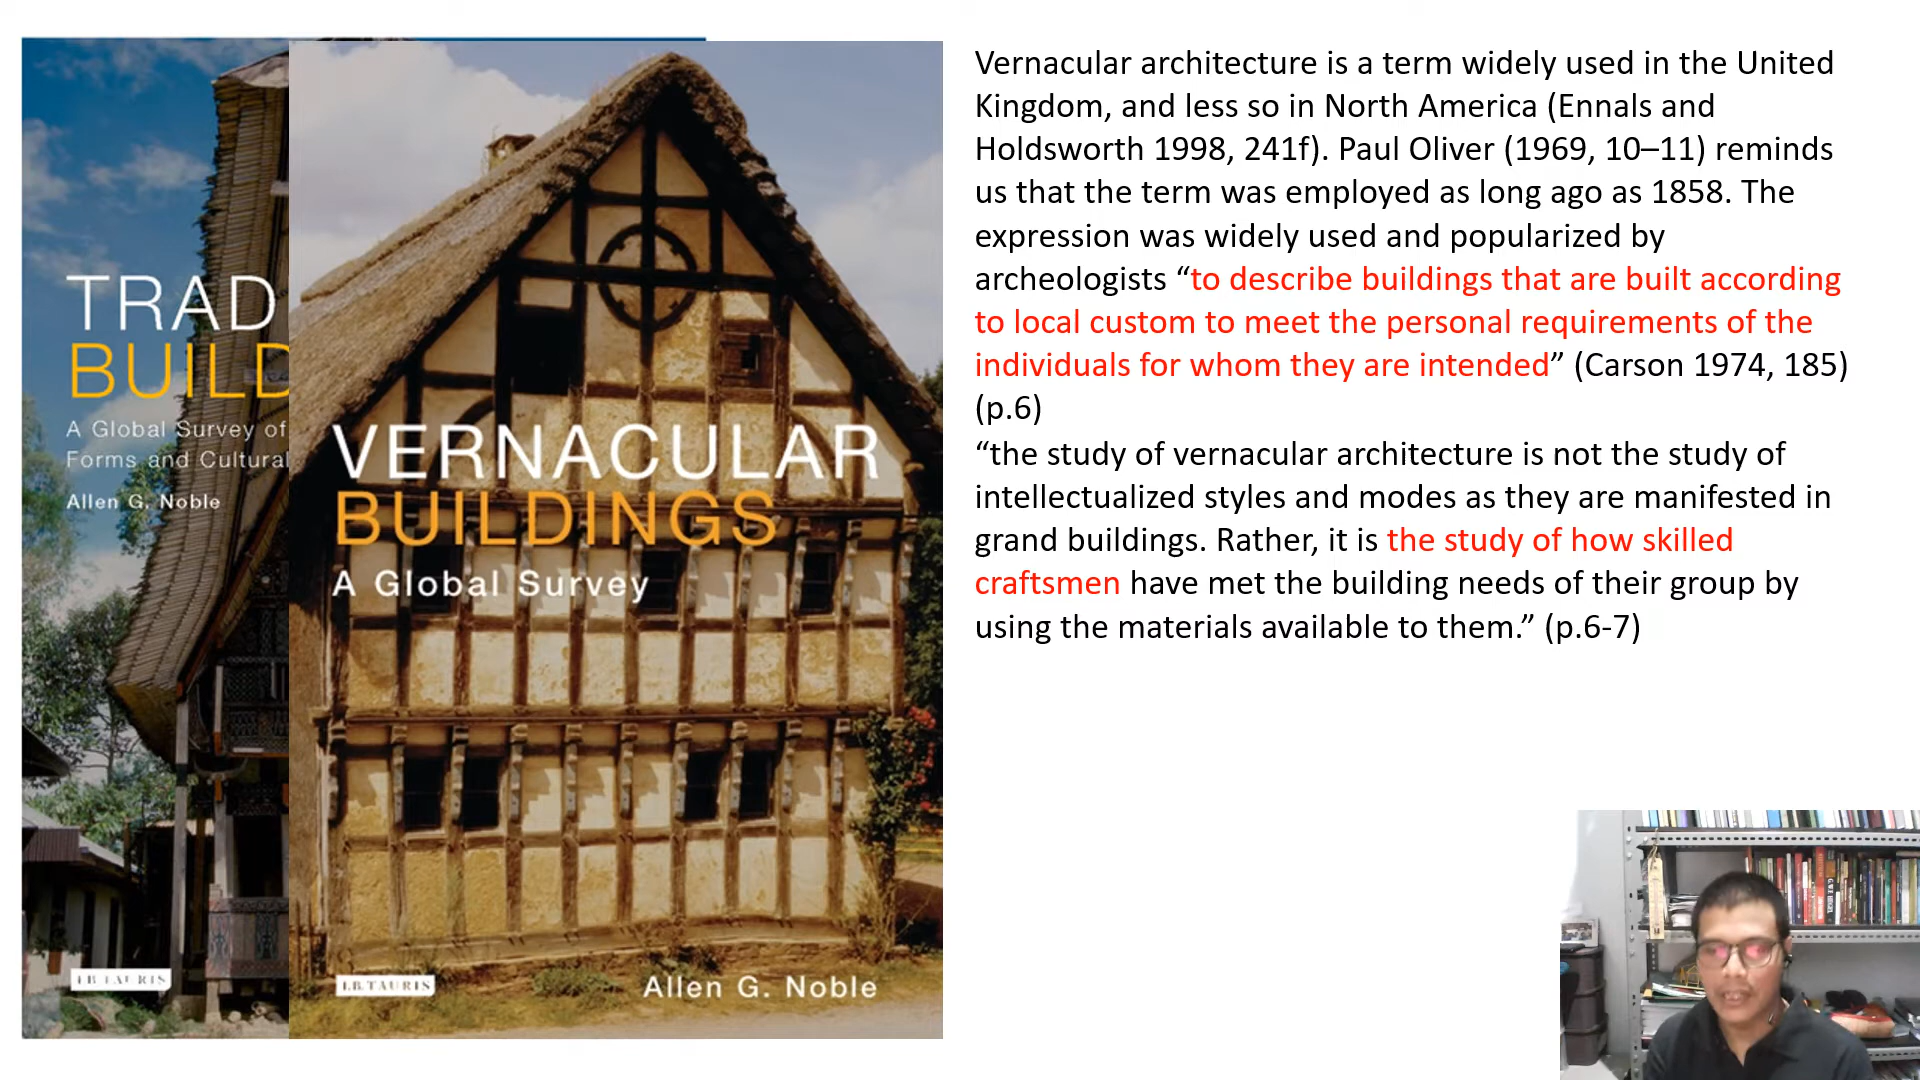 TRAD
BUILD
A Global Survey of
Forms and Cultural
Allen G. Noble
I.B.TAURIS
VERNACULAR
BUILDINGS
A Global Survey
I.B.TAURIS
Allen G. Noble
Vernacular architecture is a term widely used in the United
Kingdom, and less so in North America (Ennals and
Holdsworth 1998, 241f). Paul Oliver (1969, 10–11) reminds
us that the term was employed as long ago as 1858. The
expression was widely used and popularized by
archeologists “to describe buildings that are built according
to local custom to meet the personal requirements of the
individuals for whom they are intended” (Carson 1974, 185)
(p.6)
“the study of vernacular architecture is not the study of
intellectualized styles and modes as they are manifested in
grand buildings. Rather, it is the study of how skilled
craftsmen have met the building needs of their group by
using the materials available to them.” (p.6-7)